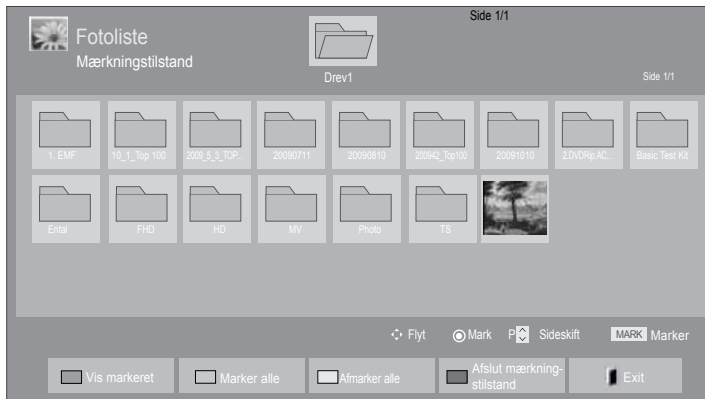 Side 1/1
Fotoliste
Mærkningstilstand
Drev1
Side 1/1
1. EMF
10_1_Top 100
2009_5_3_TOP...
20090711
20090810
200942_Top100
20091010
2.DVDRip.AC...
Basic Test Kit
Ental
FHD
HD
MV
Photo
TS
Flyt
Mark
P
Sideskift
MARK Marker
Vis markeret
Marker alle
Afmarker alle
Afslut mærkning-
stilstand
Exit